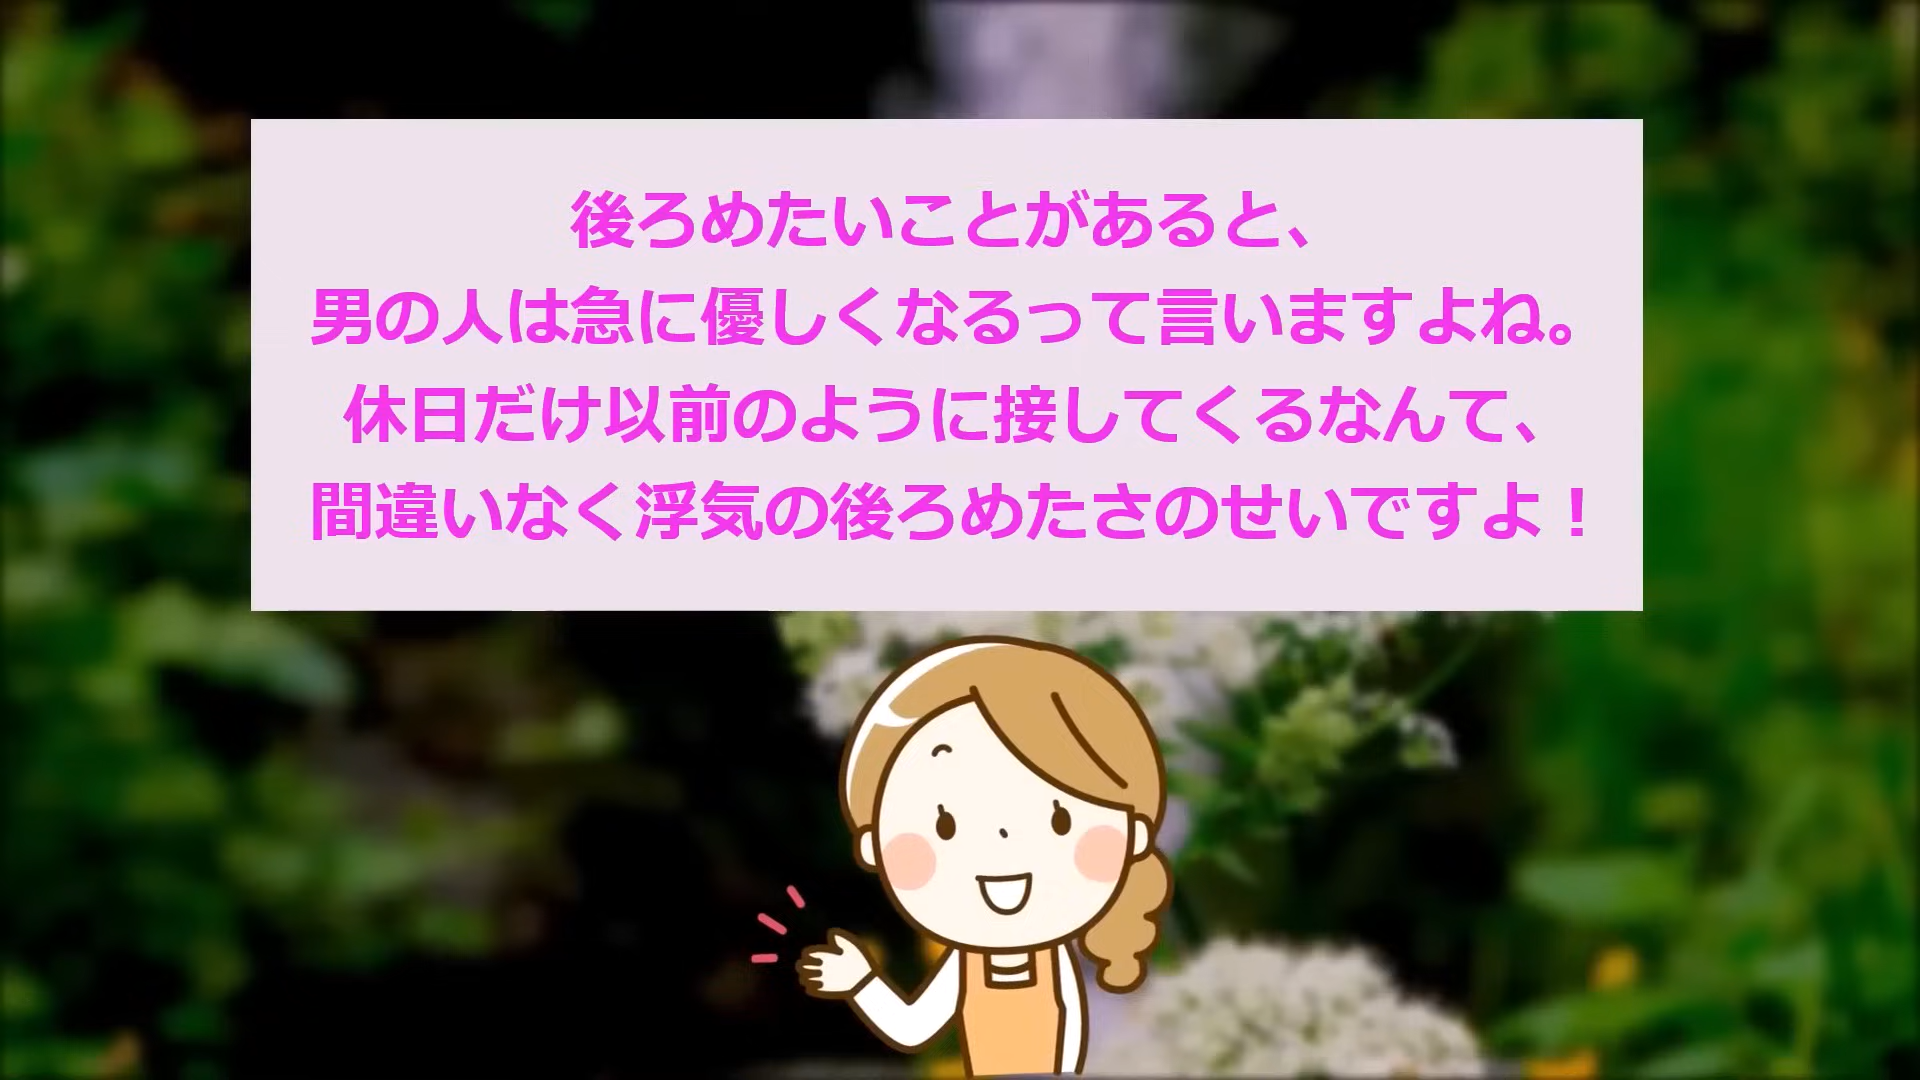 後ろめたいことがあると、
男の人は急に優しくなるって言いますよね。
休日だけ以前のように接してくるなんて、
間違いなく浮気の後ろめたさのせいですよ！